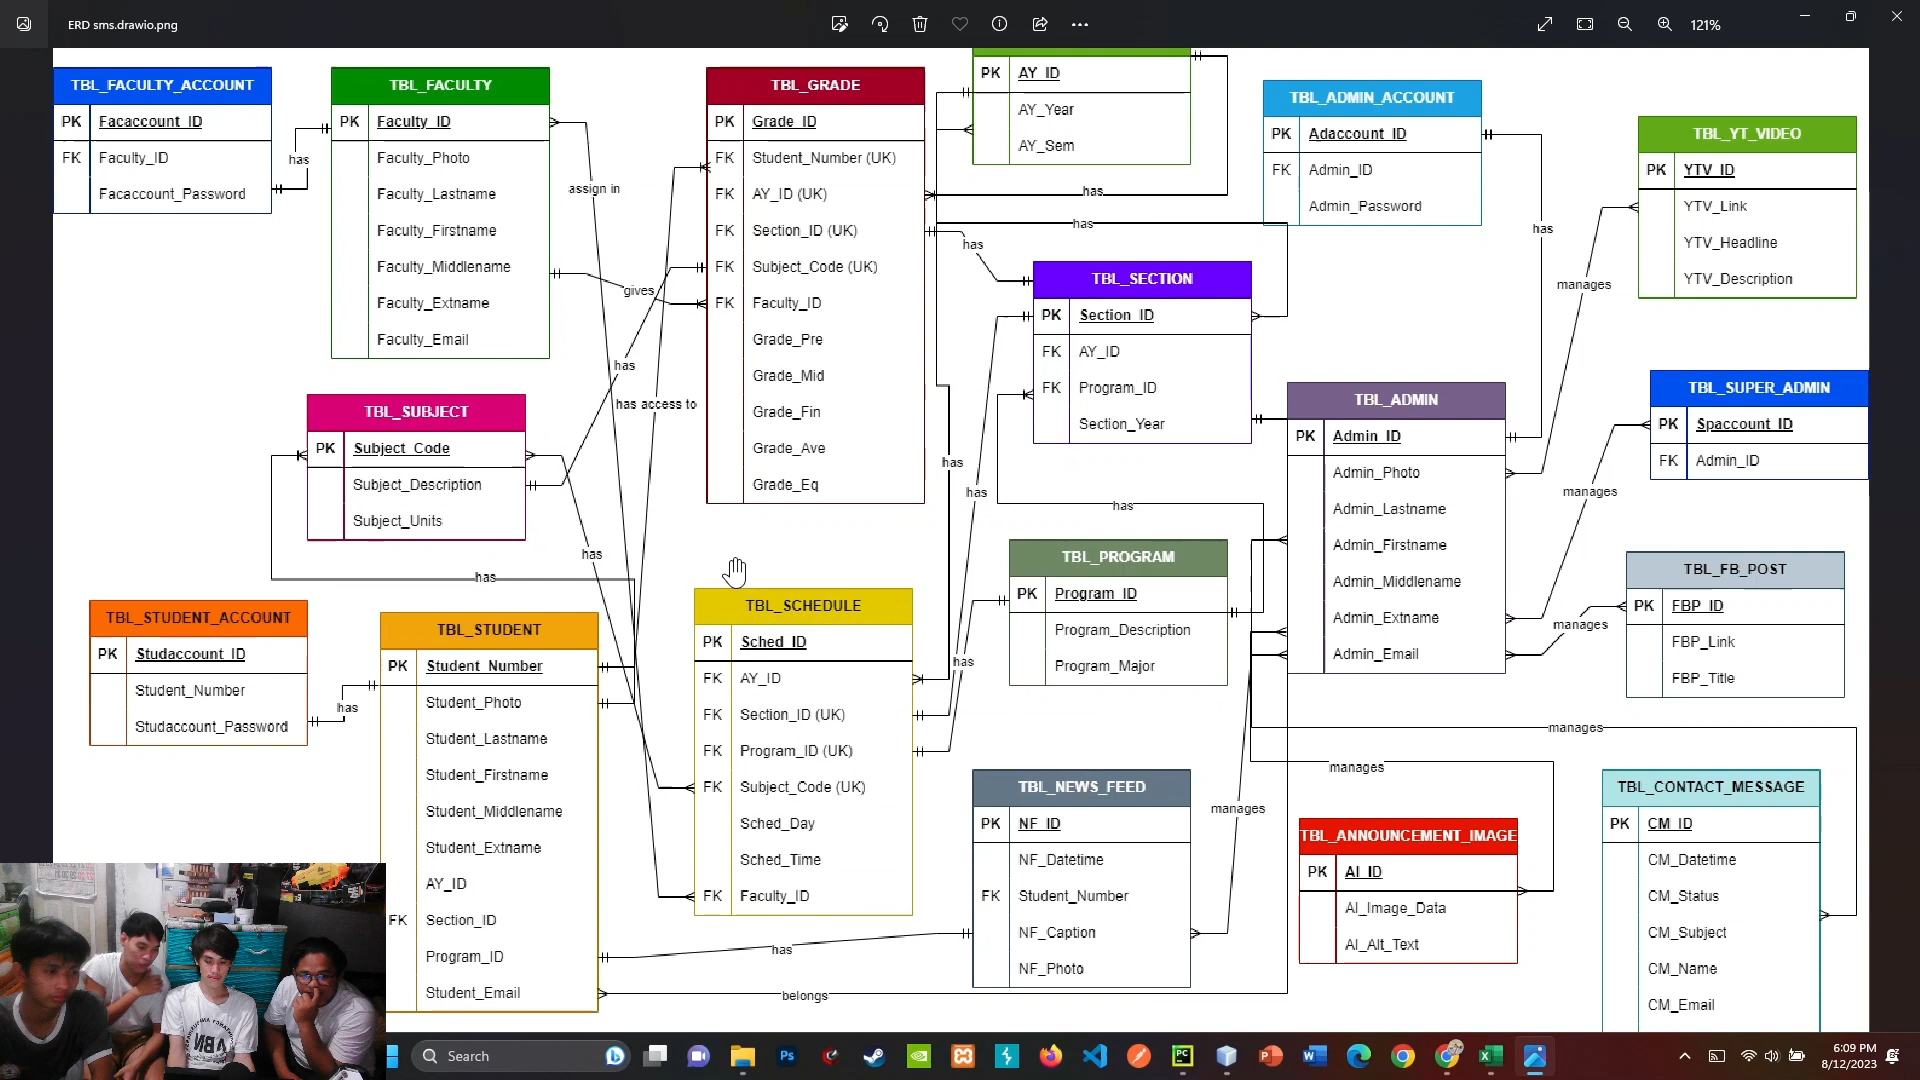 ERD sms.drawio.png
121%
TBL_FACULTY_ACCOUNT
PK Facaccount_ID
FK Faculty_ID
Facaccount_Password
has
TBL_FACULTY
PK Faculty_ID
Faculty_Photo
Faculty_Lastname
Faculty_Firstname
Faculty_Middlename
Faculty_Extname
Faculty_Email
assign in
gives
has
has access to
TBL_GRADE
PK Grade_ID
FK Student_Number (UK)
FK AY_ID (UK)
FK Section_ID (UK)
FK Subject_Code (UK)
FK Faculty_ID
Grade_Pre
Grade_Mid
Grade_Fin
Grade_Ave
Grade_Eq
PK AY_ID
AY_Year
AY_Sem
has
has
has
TBL_ADMIN_ACCOUNT
PK Adaccount_ID
FK Admin_ID
Admin_Password
has
TBL_YT_VIDEO
PK YTV_ID
YTV_Link
YTV_Headline
YTV_Description
manages
TBL_SECTION
PK Section_ID
FK AY_ID
FK Program_ID
Section_Year
has
has
has
TBL_ADMIN
PK Admin_ID
Admin_Photo
Admin_Lastname
Admin_Firstname
Admin_Middlename
Admin_Extname
Admin_Email
TBL_SUPER_ADMIN
PK Spaccount_ID
FK Admin_ID
manages
TBL_SUBJECT
PK Subject_Code
Subject_Description
Subject_Units
has
has
TBL_PROGRAM
PK Program_ID
Program_Description
Program_Major
has
TBL_FB_POST
PK FBP_ID
FBP_Link
FBP_Title
manages
TBL_STUDENT_ACCOUNT
PK Studaccount_ID
Student_Number
Studaccount_Password
has
TBL_STUDENT
PK Student_Number
Student_Photo
Student_Lastname
Student_Firstname
Student_Middlename
Student_Extname
AY_ID
FK Section_ID
Program_ID
Student_Email
TBL_SCHEDULE
PK Sched_ID
FK AY_ID
FK Section_ID (UK)
FK Program_ID (UK)
FK Subject_Code (UK)
Sched_Day
Sched_Time
FK Faculty_ID
has
belongs
TBL_NEWS_FEED
PK NF_ID
NF_Datetime
FK Student_Number
NF_Caption
NF_Photo
manages
manages
manages
TBL_ANNOUNCEMENT_IMAGE
PK AI_ID
AI_Image_Data
AI_Alt_Text
TBL_CONTACT_MESSAGE
PK CM_ID
CM_Datetime
CM_Status
CM_Subject
CM_Name
CM_Email
Search
6:09 PM
8/12/2023